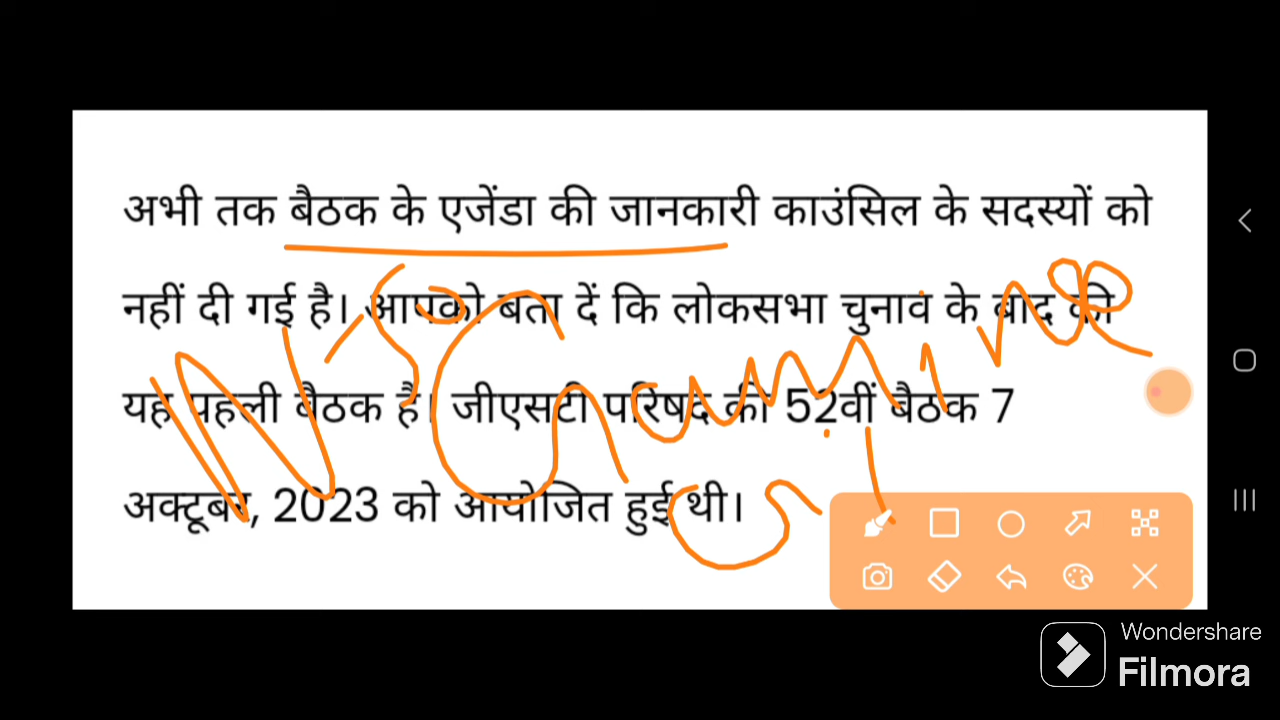 अभी तक बैठक के एजेंडा की जानकारी काउंसिल के सदस्यों को
नहीं दी गई है। आपको बता दें कि लोकसभा चुनाव के बाद की
यह पहली बैठक है। जीएसटी परिषद की 52वीं बैठक 7
अक्टूबर, 2023 को आयोजित हुई थी।
Wondershare
Filmora